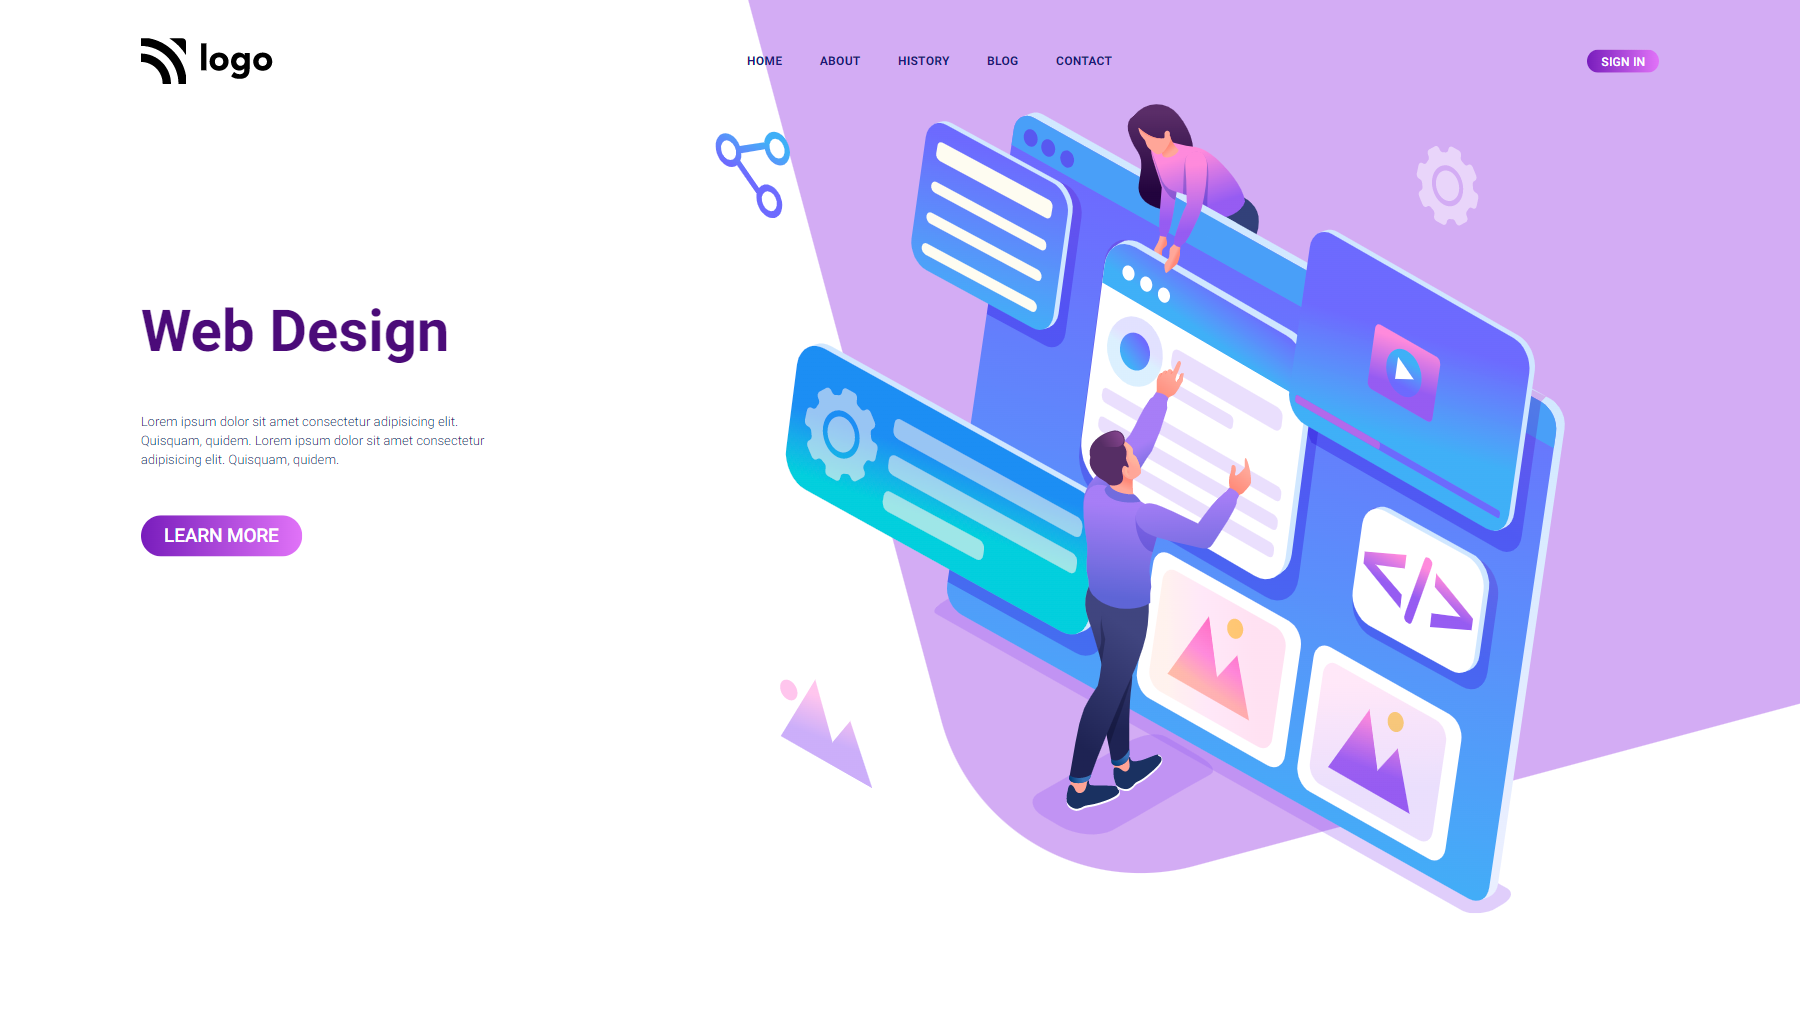 logo
HOME ABOUT HISTORY BLOG CONTACT
SIGN IN
Web Design
Lorem ipsum dolor sit amet consectetur adipisicing elit.
Quisquam, quidem. Lorem ipsum dolor sit amet consectetur
adipisicing elit. Quisquam, quidem.
LEARN MORE
</>